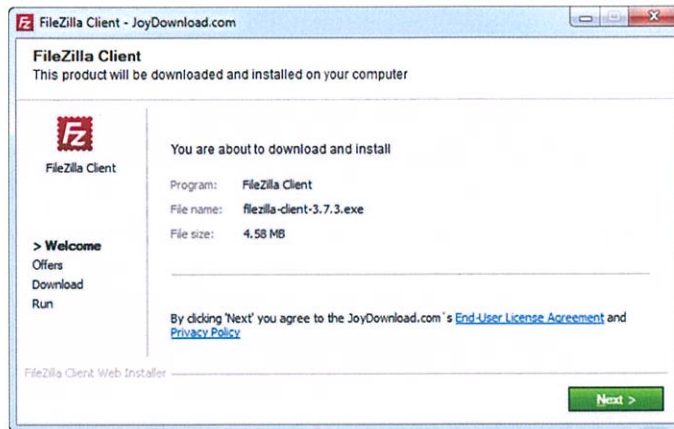 FileZilla Client - JoyDownload.com
FileZilla Client
This product will be downloaded and installed on your computer
Fz
FileZilla Client
You are about to download and install
Program: FileZilla Client
File name: filezilla-client-3.7.3.exe
File size: 4.58 MB
> Welcome
Offers
Download
Run
By clicking 'Next' you agree to the JoyDownload.com`s End-User License Agreement and
Privacy Policy
FileZilla Client Web Installer
Next >